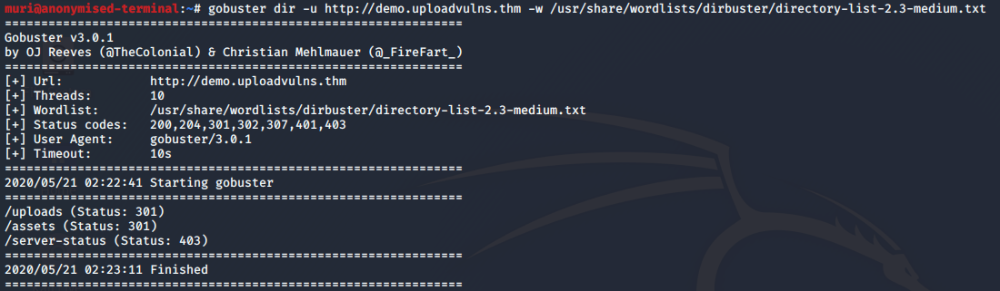 muri@anonymised-terminal:~# gobuster dir -u http://demo.uploadvulns.thm -w /usr/share/wordlists/dirbuster/directory-list-2.3-medium.txt
===============================================================
Gobuster v3.0.1
by OJ Reeves (@TheColonial) & Christian Mehlmauer (@_FireFart_)
===============================================================
[+] Url:            http://demo.uploadvulns.thm
[+] Threads:        10
[+] Wordlist:       /usr/share/wordlists/dirbuster/directory-list-2.3-medium.txt
[+] Status codes:   200,204,301,302,307,401,403
[+] User Agent:     gobuster/3.0.1
[+] Timeout:        10s
===============================================================
2020/05/21 02:22:41 Starting gobuster
===============================================================
/uploads (Status: 301)
/assets (Status: 301)
/server-status (Status: 403)
===============================================================
2020/05/21 02:23:11 Finished
===============================================================